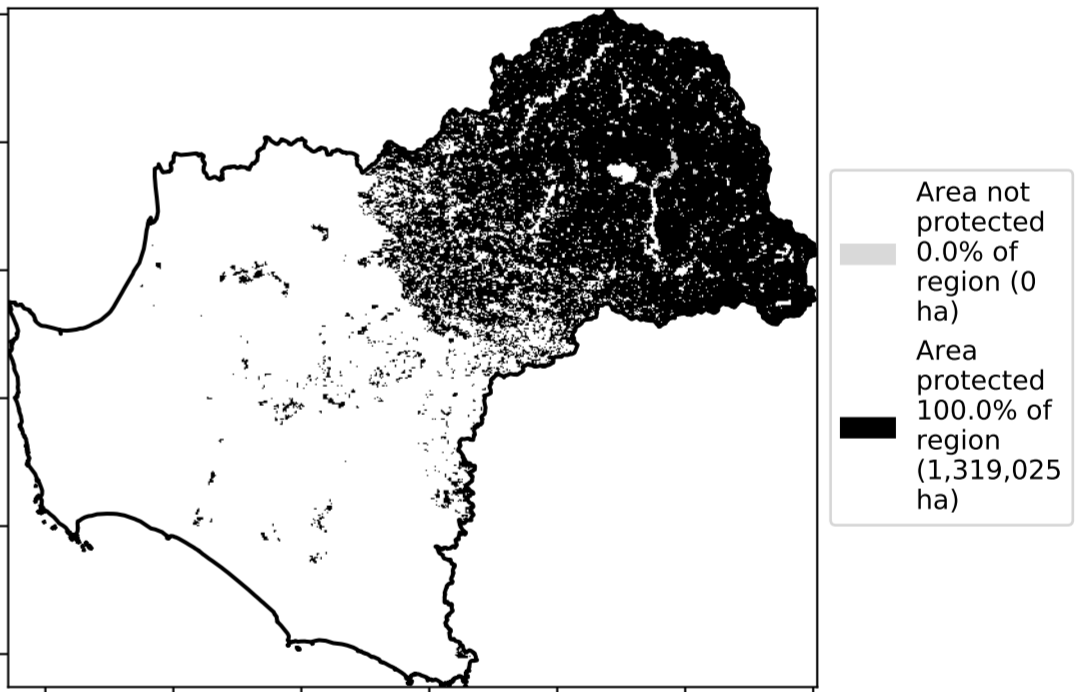 Area not
protected
0.0% of
region (0
ha)
Area
protected
100.0% of
region
(1,319,025
ha)